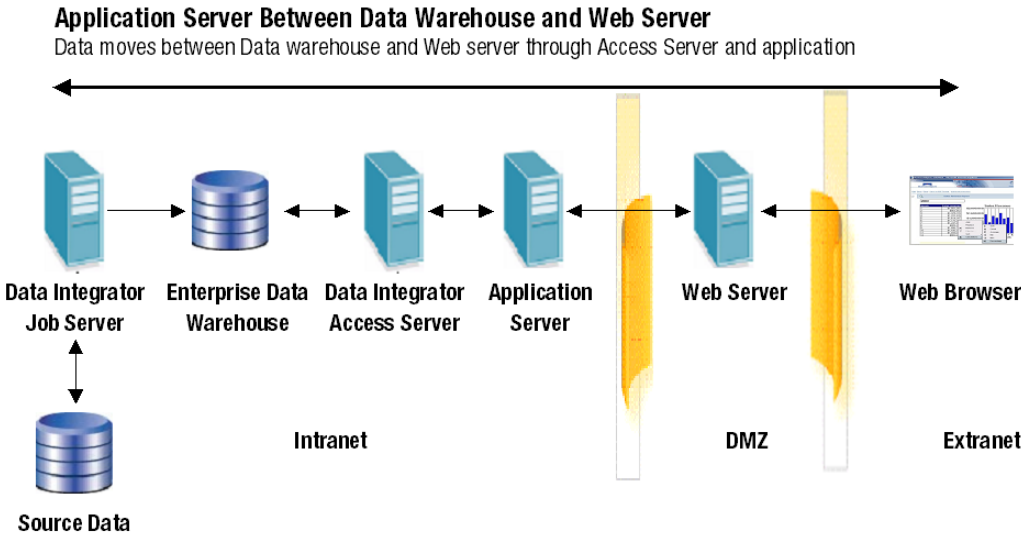 Application Server Between Data Warehouse and Web Server
Data moves between Data warehouse and Web server through Access Server and application
Data Integrator
Job Server
Enterprise Data
Warehouse
Data Integrator
Access Server
Application
Server
Web Server
Web Browser
Intranet
DMZ
Extranet
Source Data